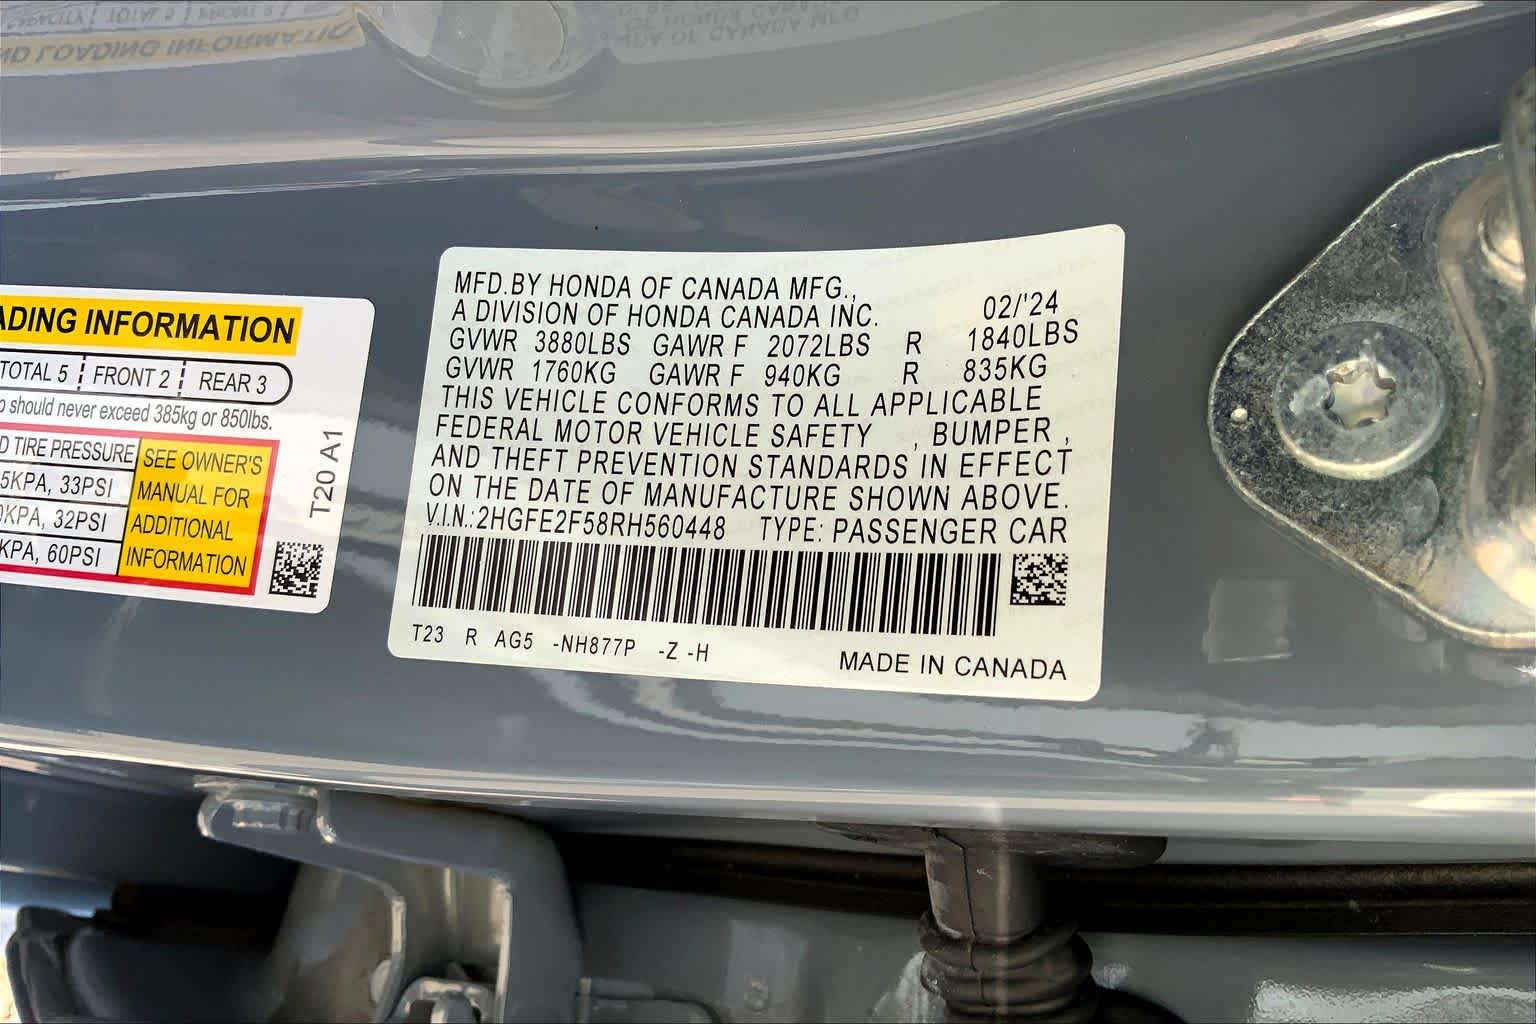 ADING INFORMATION
TOTAL 5 FRONT 2 REAR 3
should never exceed 385kg or 850lbs.
TIRE PRESSURE
5KPA, 33PSI
KPA, 32PSI
KPA, 60PSI
SEE OWNER'S
MANUAL FOR
ADDITIONAL
INFORMATION
T20 A1
MFD.BY HONDA OF CANADA MFG.,
A DIVISION OF HONDA CANADA INC. 02/'24
GVWR 3880LBS GAWR F 2072LBS R 1840LBS
GVWR 1760KG GAWR F 940KG R 835KG
THIS VEHICLE CONFORMS TO ALL APPLICABLE
FEDERAL MOTOR VEHICLE SAFETY , BUMPER ,
AND THEFT PREVENTION STANDARDS IN EFFECT
ON THE DATE OF MANUFACTURE SHOWN ABOVE.
V.I.N.:2HGFE2F58RH560448 TYPE: PASSENGER CAR
T23 R AG5 -NH877P -Z -H
MADE IN CANADA